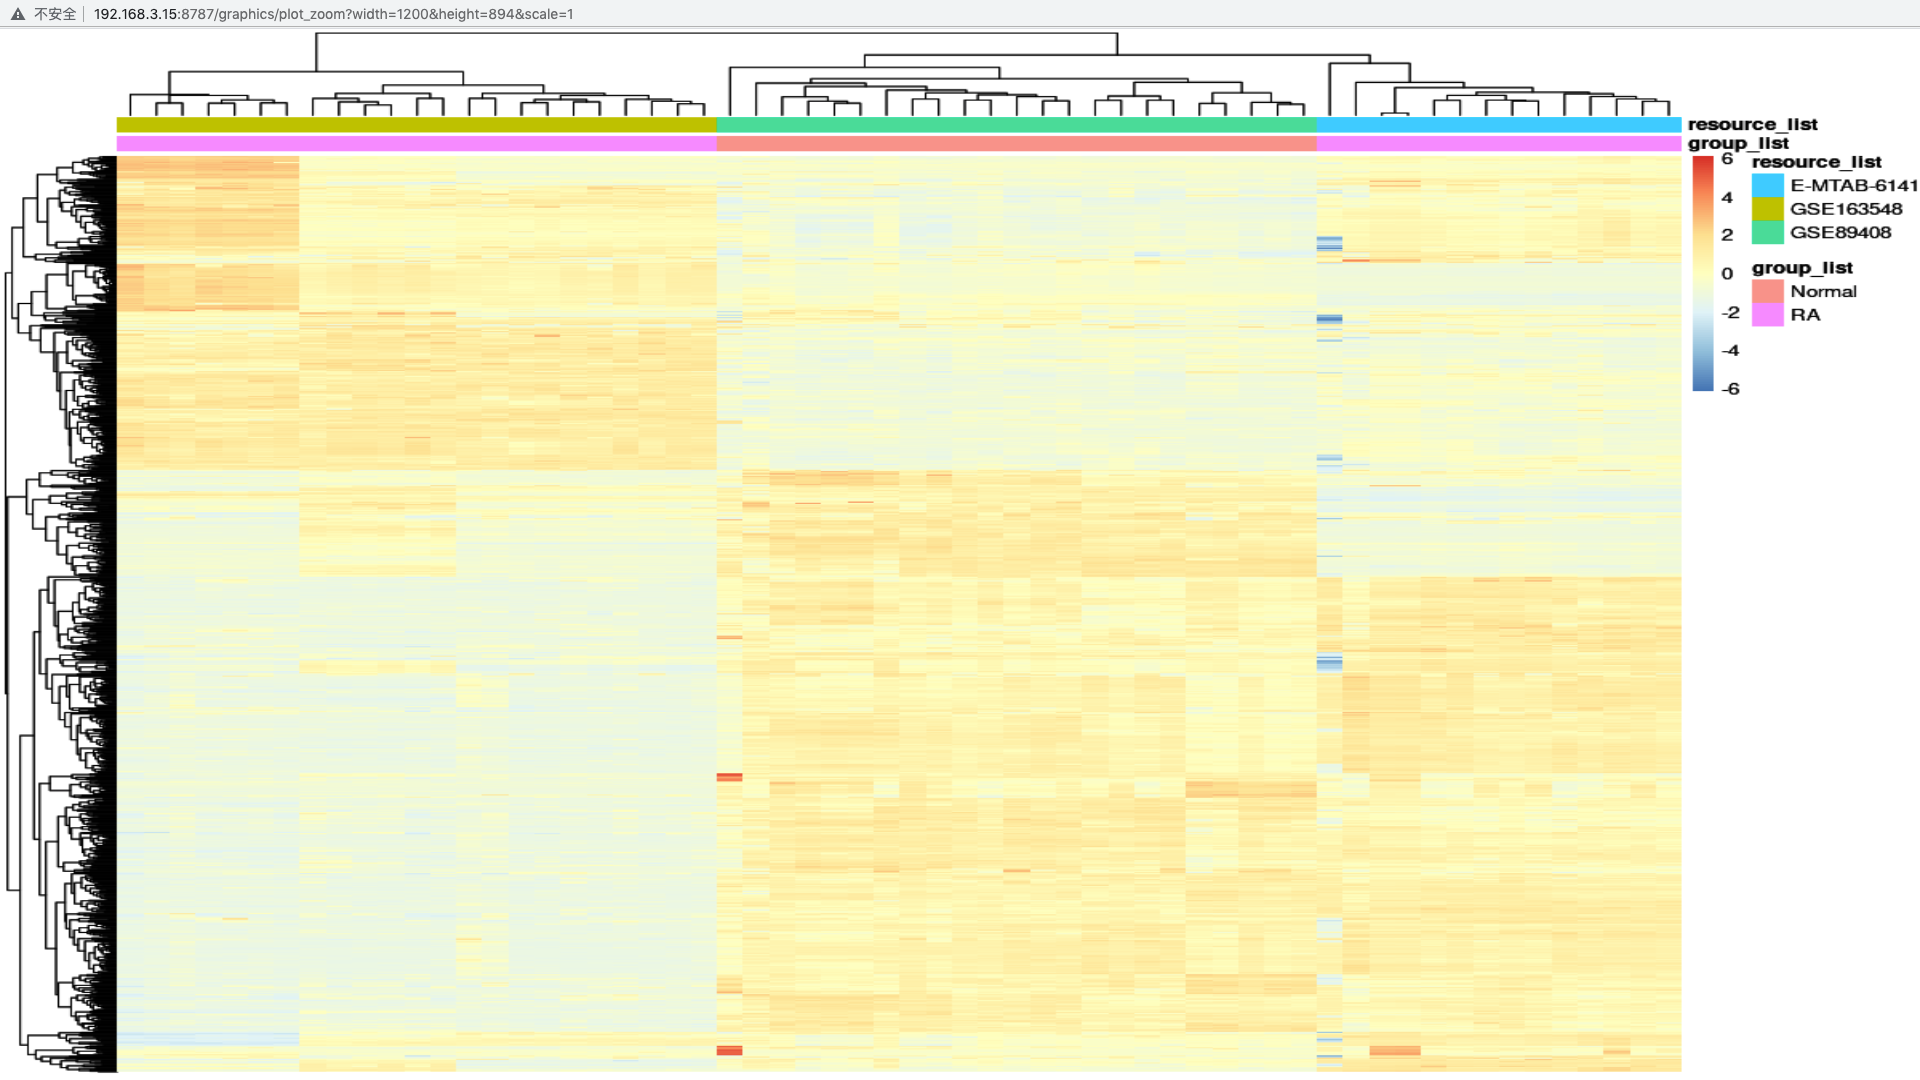 不安全 192.168.3.15:8787/graphics/plot_zoom?width=1200&height=894&scale=1
resource_list
group_list
6
4
2
0
-2
-4
-6
resource_list
E-MTAB-6141
GSE163548
GSE89408
group_list
Normal
RA